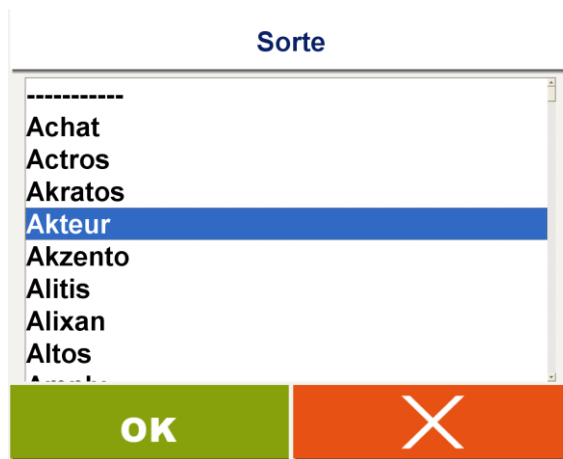 Sorte
-----------
Achat
Actros
Akratos
Akteur
Akzento
Alitis
Alixan
Altos
OK